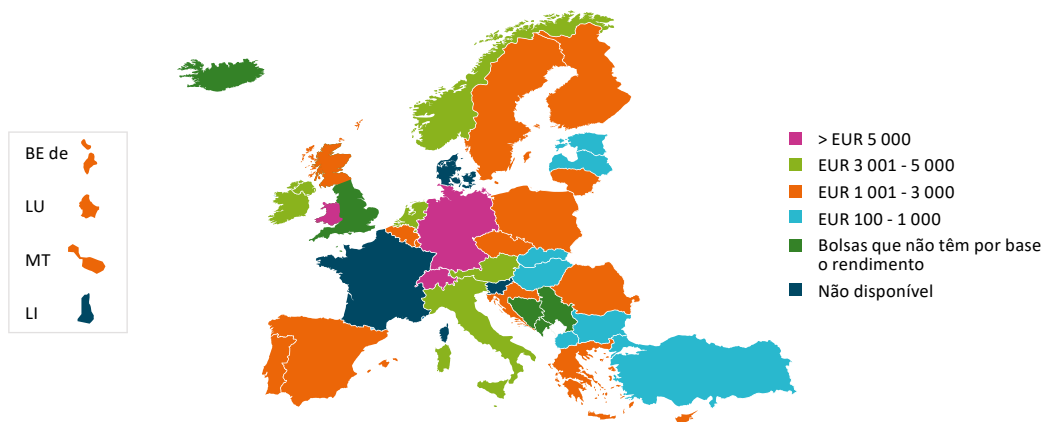 BE de
LU
MT
LI
> EUR 5 000
EUR 3 001 - 5 000
EUR 1 001 - 3 000
EUR 100 - 1 000
Bolsas que não têm por base
o rendimento
Não disponível